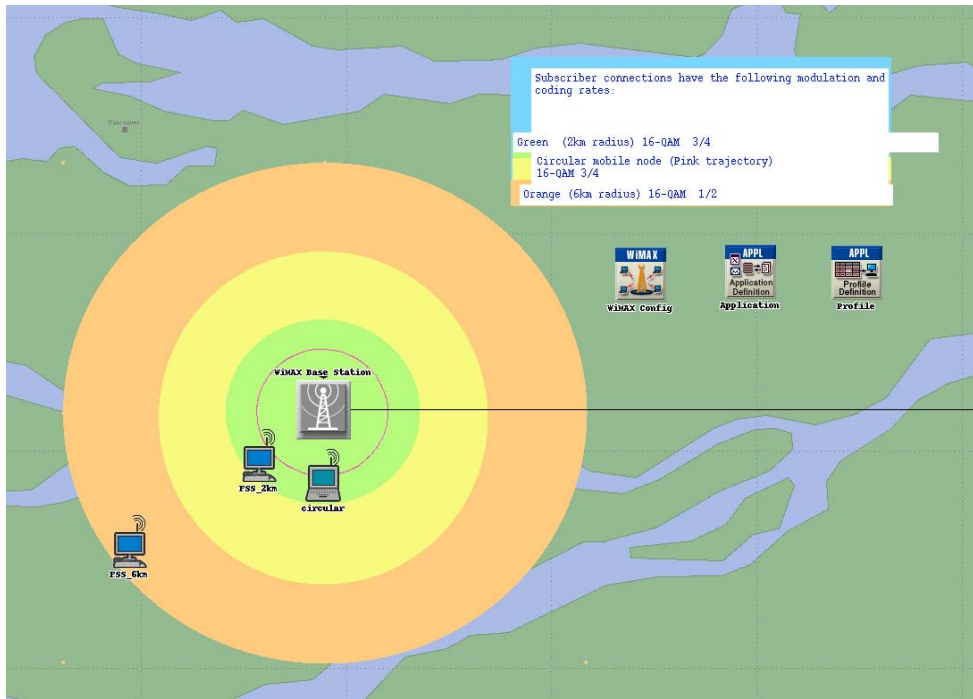 Subscriber connections have the following modulation and
coding rates:
Green (2km radius) 16-QAM 3/4
Circular mobile node (Pink trajectory)
16-QAM 3/4
Orange (6km radius) 16-QAM 1/2
Vancouver
WiMAX
WiMAX Config
APPL
Application
Definition
Application
APPL
Profile
Definition
Profile
WiMAX Base Station
FSS_2km
circular
FSS_6km